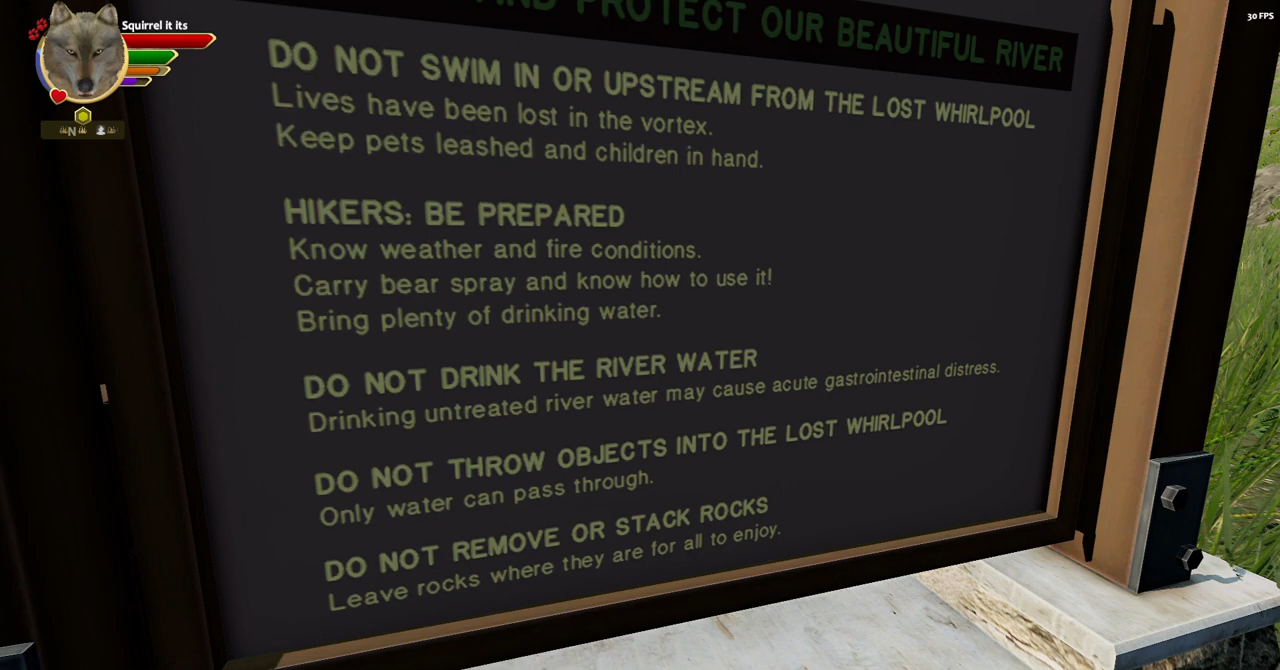 Squirrel it its
30 FPS
AND PROTECT OUR BEAUTIFUL RIVER
DO NOT SWIM IN OR UPSTREAM FROM THE LOST WHIRLPOOL
Lives have been lost in the vortex.
Keep pets leashed and children in hand.
HIKERS: BE PREPARED
Know weather and fire conditions.
Carry bear spray and know how to use it!
Bring plenty of drinking water.
DO NOT DRINK THE RIVER WATER
Drinking untreated river water may cause acute gastrointestinal distress.
DO NOT THROW OBJECTS INTO THE LOST WHIRLPOOL
Only water can pass through.
DO NOT REMOVE OR STACK ROCKS
Leave rocks where they are for all to enjoy.